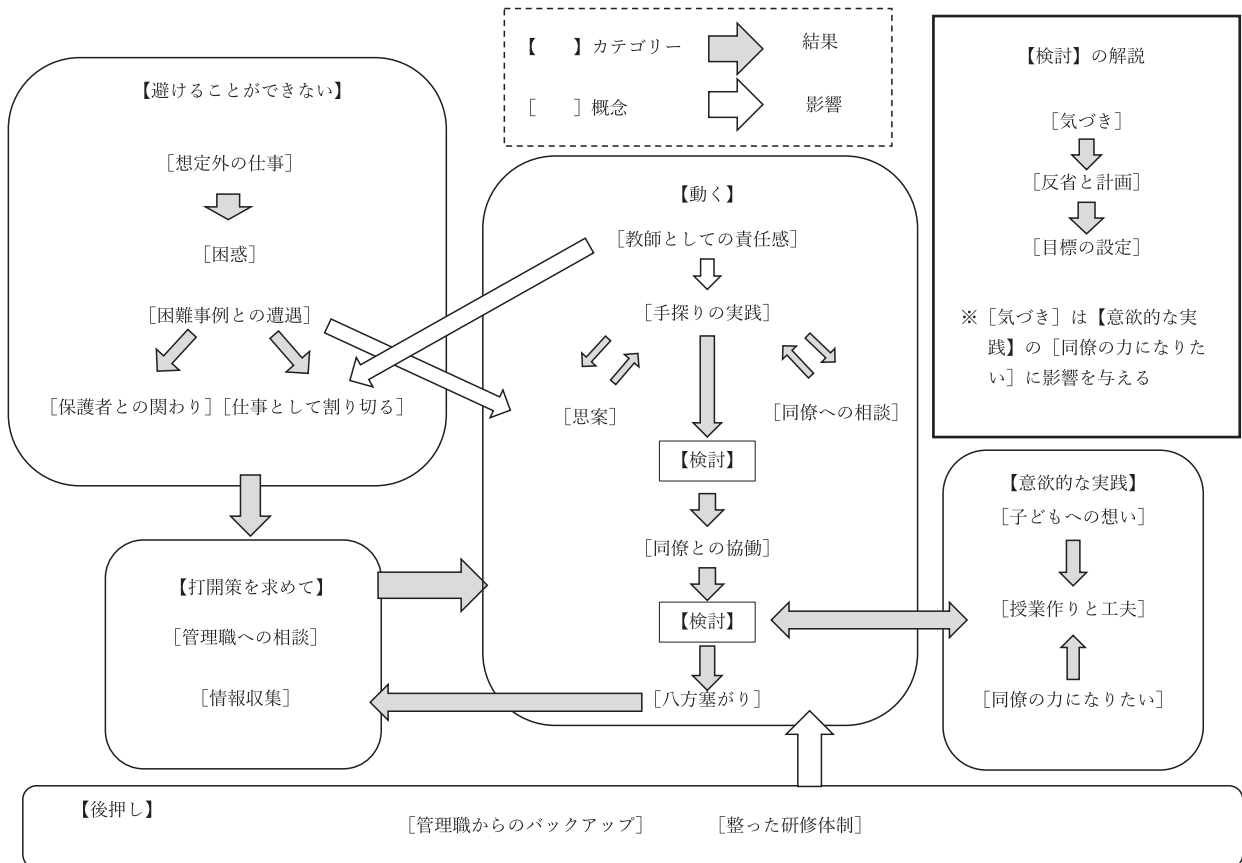 【　　】カテゴリー
結果
［　　］概念
影響
【検討】の解説
［気づき］
［反省と計画］
［目標の設定］
※［気づき］は【意欲的な実
践】の［同僚の力になりた
い］に影響を与える
【避けることができない】
［想定外の仕事］
［困惑］
［困難事例との遭遇］
［保護者との関わり］［仕事として割り切る］
【動く】
［教師としての責任感］
［手探りの実践］
［思案］
［同僚への相談］
【検討】
［同僚との協働］
【検討】
［八方塞がり］
【意欲的な実践】
［子どもへの想い］
［授業作りと工夫］
［同僚の力になりたい］
【打開策を求めて】
［管理職への相談］
［情報収集］
【後押し】
［管理職からのバックアップ］
［整った研修体制］